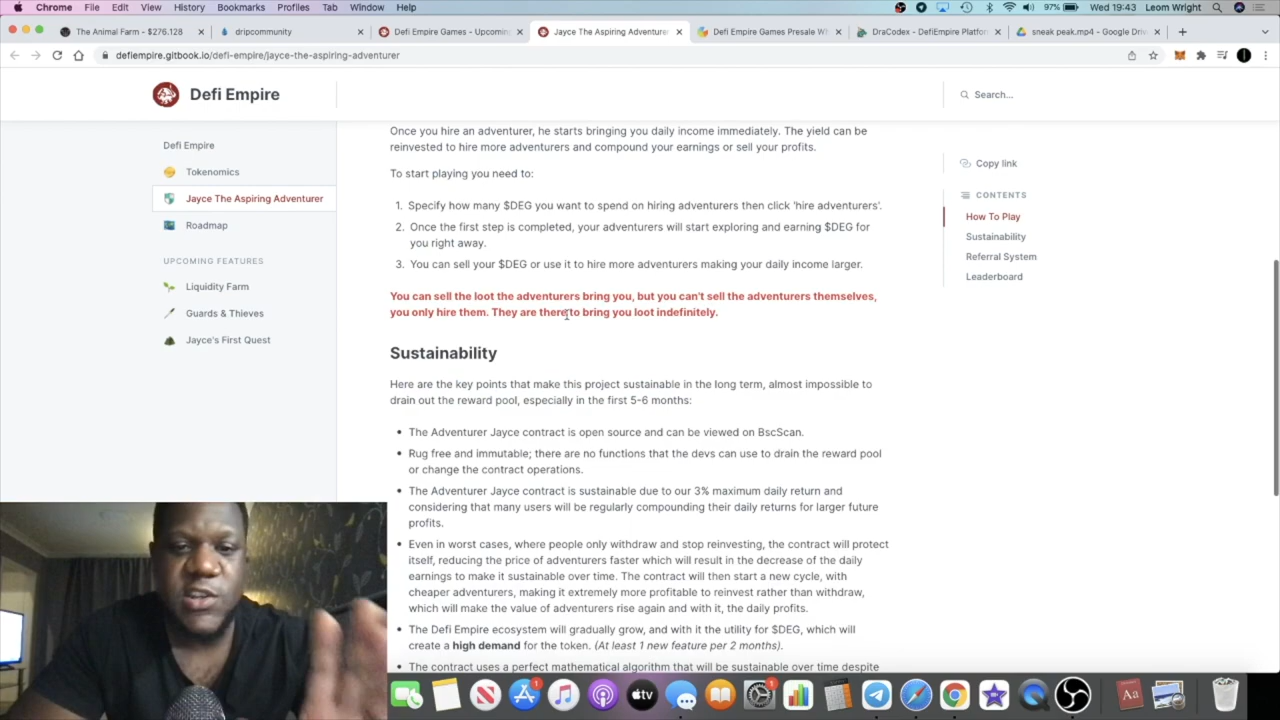 Chrome File Edit View History Bookmarks Profiles Tab Window Help 97% Wed 19:43 Leom Wright
The Animal Farm - $276.128 dripcommunity Defi Empire Games - Upcoming Jayce The Aspiring Adventurer Defi Empire Games Presale W DraCodex - DefiEmpire Platfor sneak peak.mp4 - Google Driv
defiempire.gitbook.io/defi-empire/jayce-the-aspiring-adventurer
Defi Empire
Search...
Defi Empire
Tokenomics
Jayce The Aspiring Adventurer
Roadmap
UPCOMING FEATURES
Liquidity Farm
Guards & Thieves
Jayce's First Quest
Once you hire an adventurer, he starts bringing you daily income immediately. The yield can be
reinvested to hire more adventurers and compound your earnings or sell your profits.
To start playing you need to:
1. Specify how many $DEG you want to spend on hiring adventurers then click 'hire adventurers'.
2. Once the first step is completed, your adventurers will start exploring and earning $DEG for
you right away.
3. You can sell your $DEG or use it to hire more adventurers making your daily income larger.
You can sell the loot the adventurers bring you, but you can't sell the adventurers themselves,
you only hire them. They are there to bring you loot indefinitely.
Sustainability
Here are the key points that make this project sustainable in the long term, almost impossible to
drain out the reward pool, especially in the first 5-6 months:
• The Adventurer Jayce contract is open source and can be viewed on BscScan.
• Rug free and immutable; there are no functions that the devs can use to drain the reward pool
or change the contract operations.
• The Adventurer Jayce contract is sustainable due to our 3% maximum daily return and
considering that many users will be regularly compounding their daily returns for larger future
profits.
• Even in worst cases, where people only withdraw and stop reinvesting, the contract will protect
itself, reducing the price of adventurers faster which will result in the decrease of the daily
earnings to make it sustainable over time. The contract will then start a new cycle, with
cheaper adventurers, making it extremely more profitable to reinvest rather than withdraw,
which will make the value of adventurers rise again and with it, the daily profits.
• The Defi Empire ecosystem will gradually grow, and with it the utility for $DEG, which will
create a high demand for the token. (At least 1 new feature per 2 months).
• The contract uses a perfect mathematical algorithm that will be sustainable over time despite
Copy link
CONTENTS
How To Play
Sustainability
Referral System
Leaderboard
tv
1
1
Aa